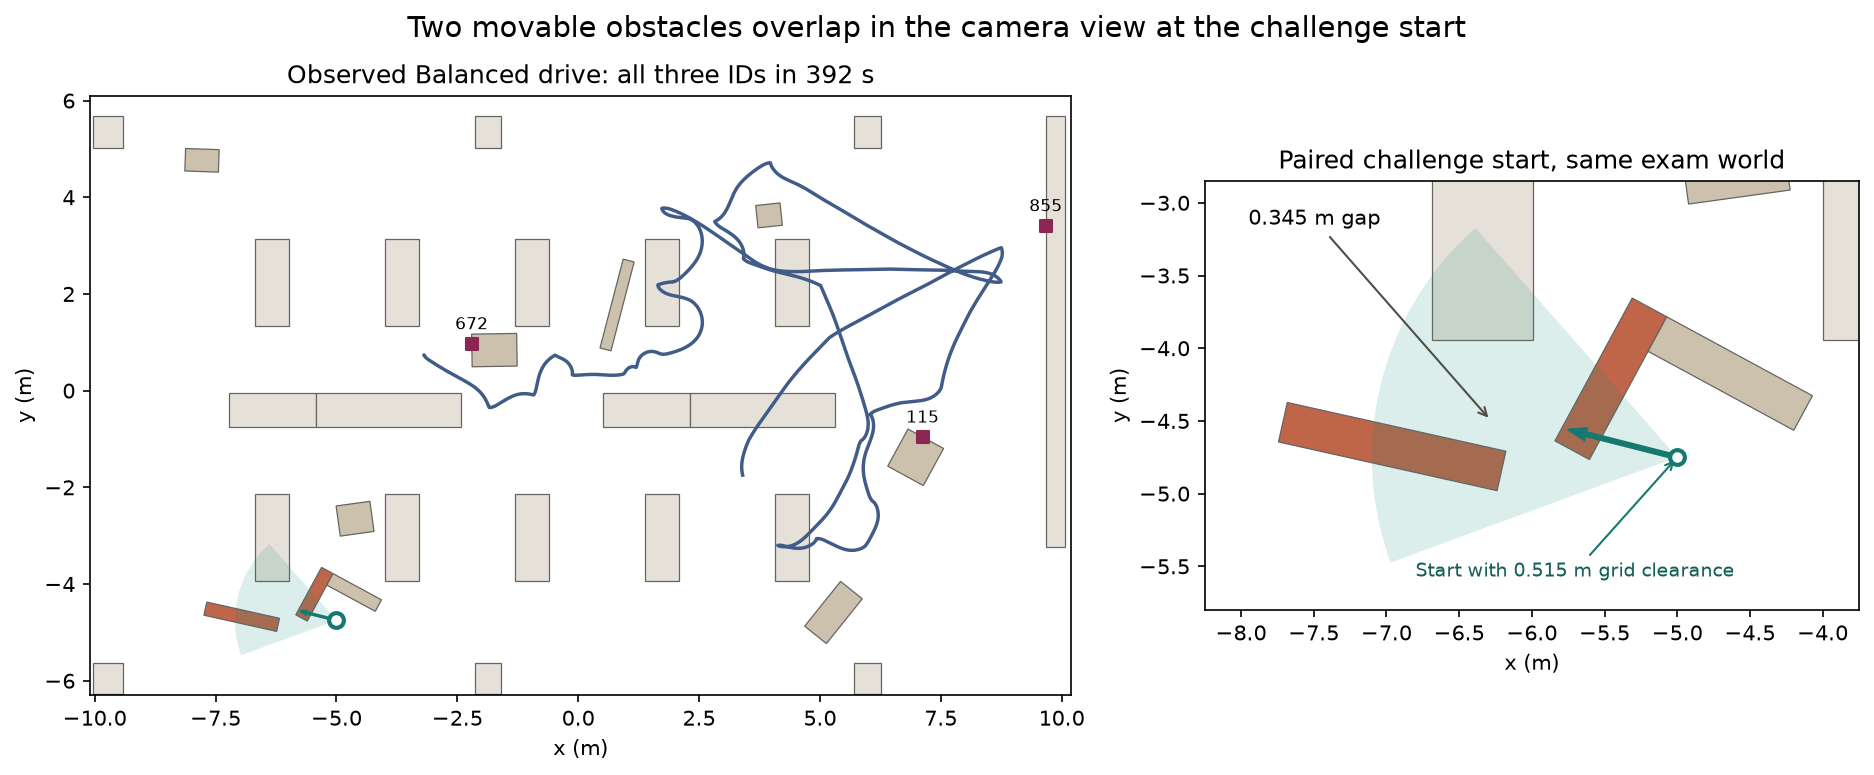 Two movable obstacles overlap in the camera view at the challenge start
Observed Balanced drive: all three IDs in 392 s
6
4
2
0
−2
−4
−6
y (m)
855
672
115
−10.0 −7.5 −5.0 −2.5 0.0 2.5 5.0 7.5 10.0
x (m)
Paired challenge start, same exam world
−3.0
−3.5
−4.0
−4.5
−5.0
−5.5
y (m)
0.345 m gap
Start with 0.515 m grid clearance
−8.0 −7.5 −7.0 −6.5 −6.0 −5.5 −5.0 −4.5 −4.0
x (m)